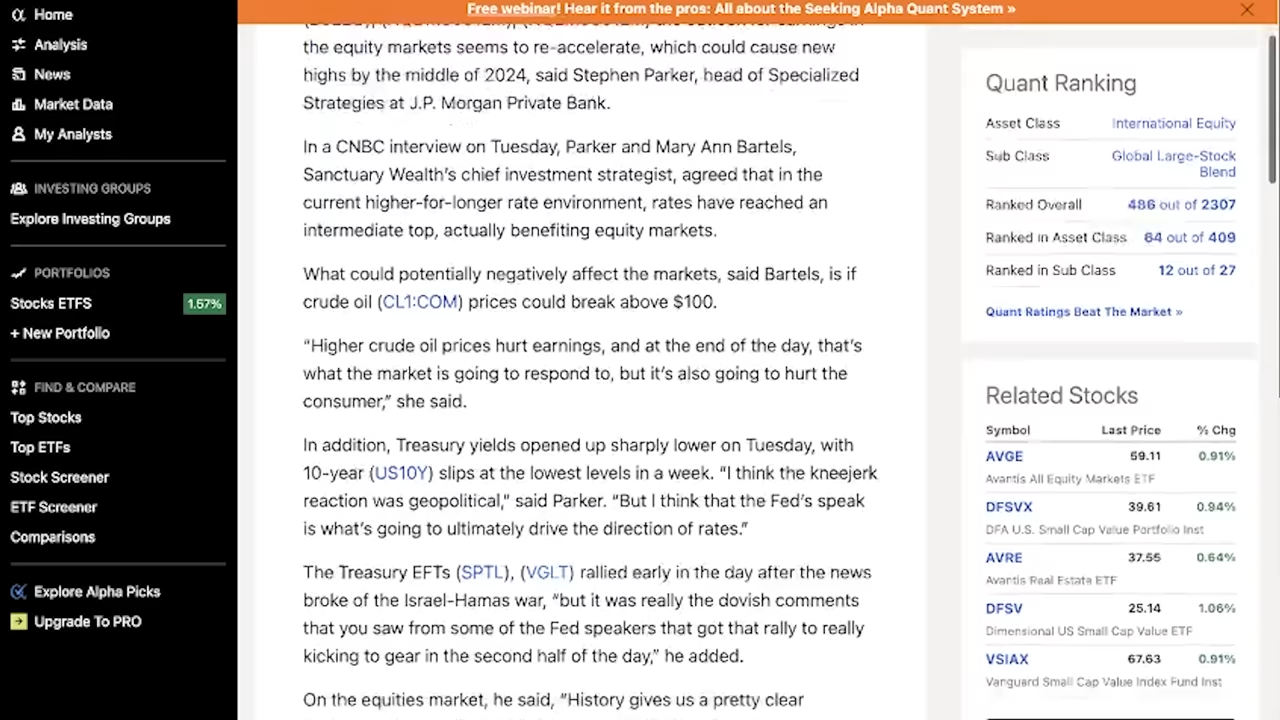 Home
Analysis
News
Market Data
My Analysts
INVESTING GROUPS
Explore Investing Groups
PORTFOLIOS
Stocks ETFS 1.57%
+ New Portfolio
FIND & COMPARE
Top Stocks
Top ETFs
Stock Screener
ETF Screener
Comparisons
Explore Alpha Picks
Upgrade To PRO
Free webinar! Hear it from the pros: All about the Seeking Alpha Quant System »
the equity markets seems to re-accelerate, which could cause new
highs by the middle of 2024, said Stephen Parker, head of Specialized
Strategies at J.P. Morgan Private Bank.
In a CNBC interview on Tuesday, Parker and Mary Ann Bartels,
Sanctuary Wealth's chief investment strategist, agreed that in the
current higher-for-longer rate environment, rates have reached an
intermediate top, actually benefiting equity markets.
What could potentially negatively affect the markets, said Bartels, is if
crude oil (CL1:COM) prices could break above $100.
“Higher crude oil prices hurt earnings, and at the end of the day, that's
what the market is going to respond to, but it's also going to hurt the
consumer,” she said.
In addition, Treasury yields opened up sharply lower on Tuesday, with
10-year (US10Y) slips at the lowest levels in a week. “I think the kneejerk
reaction was geopolitical,” said Parker. “But I think that the Fed's speak
is what's going to ultimately drive the direction of rates.”
The Treasury EFTs (SPTL), (VGLT) rallied early in the day after the news
broke of the Israel-Hamas war, “but it was really the dovish comments
that you saw from some of the Fed speakers that got that rally to really
kicking to gear in the second half of the day,” he added.
On the equities market, he said, “History gives us a pretty clear
Quant Ranking
Asset Class International Equity
Sub Class Global Large-Stock
Blend
Ranked Overall 486 out of 2307
Ranked in Asset Class 64 out of 409
Ranked in Sub Class 12 out of 27
Quant Ratings Beat The Market »
Related Stocks
Symbol Last Price % Chg
AVGE 59.11 0.91%
Avantis All Equity Markets ETF
DFSVX 39.61 0.94%
DFA U.S. Small Cap Value Portfolio Inst
AVRE 37.55 0.64%
Avantis Real Estate ETF
DFSV 25.14 1.06%
Dimensional US Small Cap Value ETF
VSIAX 67.63 0.91%
Vanguard Small Cap Value Index Fund Inst